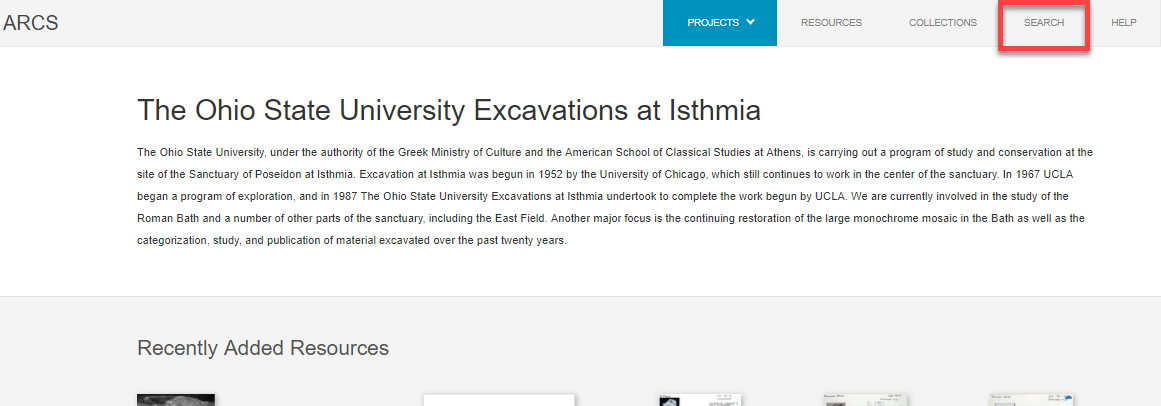 ARCS
PROJECTS
RESOURCES
COLLECTIONS
SEARCH
HELP
The Ohio State University Excavations at Isthmia
The Ohio State University, under the authority of the Greek Ministry of Culture and the American School of Classical Studies at Athens, is carrying out a program of study and conservation at the
site of the Sanctuary of Poseidon at Isthmia. Excavation at Isthmia was begun in 1952 by the University of Chicago, which still continues to work in the center of the sanctuary. In 1967 UCLA
began a program of exploration, and in 1987 The Ohio State University Excavations at Isthmia undertook to complete the work begun by UCLA. We are currently involved in the study of the
Roman Bath and a number of other parts of the sanctuary, including the East Field. Another major focus is the continuing restoration of the large monochrome mosaic in the Bath as well as the
categorization, study, and publication of material excavated over the past twenty years.
Recently Added Resources